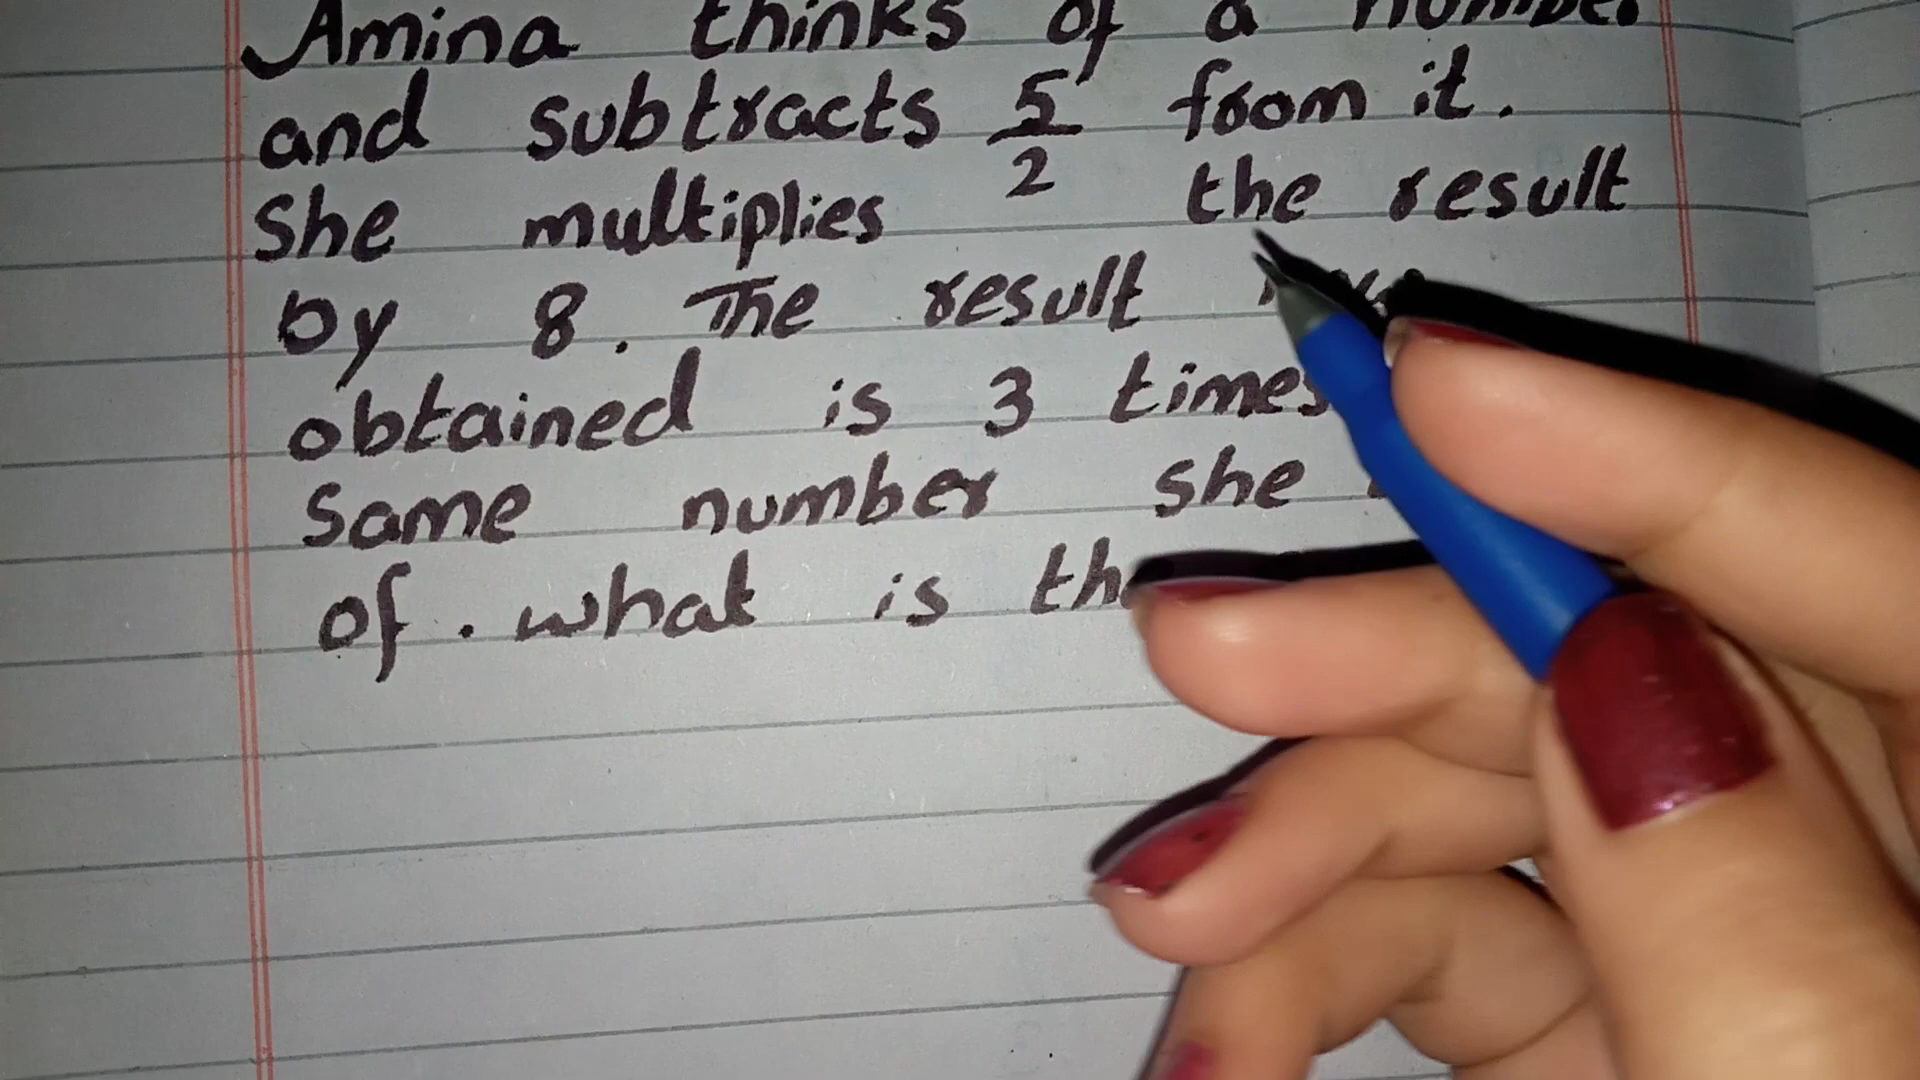 Amina thinks of a number
and subtracts 5/2 from it.
She multiplies the result
by 8. The result
obtained is 3 times
same number she
of. what is